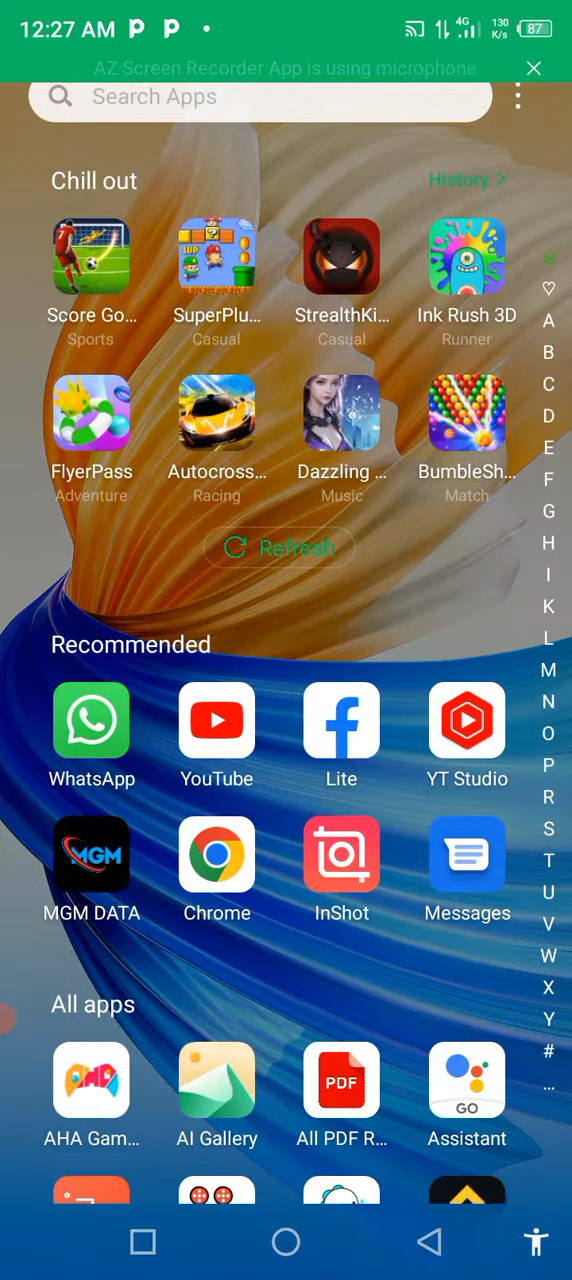 12:27 AM
4G
130 K/s
87
AZ Screen Recorder App is using microphone
Search Apps
Chill out
History
7
1UP
Score Go...
SuperPlu...
StrealthKi...
Ink Rush 3D
Sports
Casual
Casual
Runner
FlyerPass
Autocross...
Dazzling ...
BumbleSh...
Adventure
Racing
Music
Match
Refresh
Recommended
WhatsApp
YouTube
Lite
YT Studio
MGM
MGM DATA
Chrome
InShot
Messages
All apps
PDF
GO
AHA Gam...
AI Gallery
All PDF R...
Assistant
A
B
C
D
E
F
G
H
I
K
L
M
N
O
P
R
S
T
U
V
W
X
Y
#
...